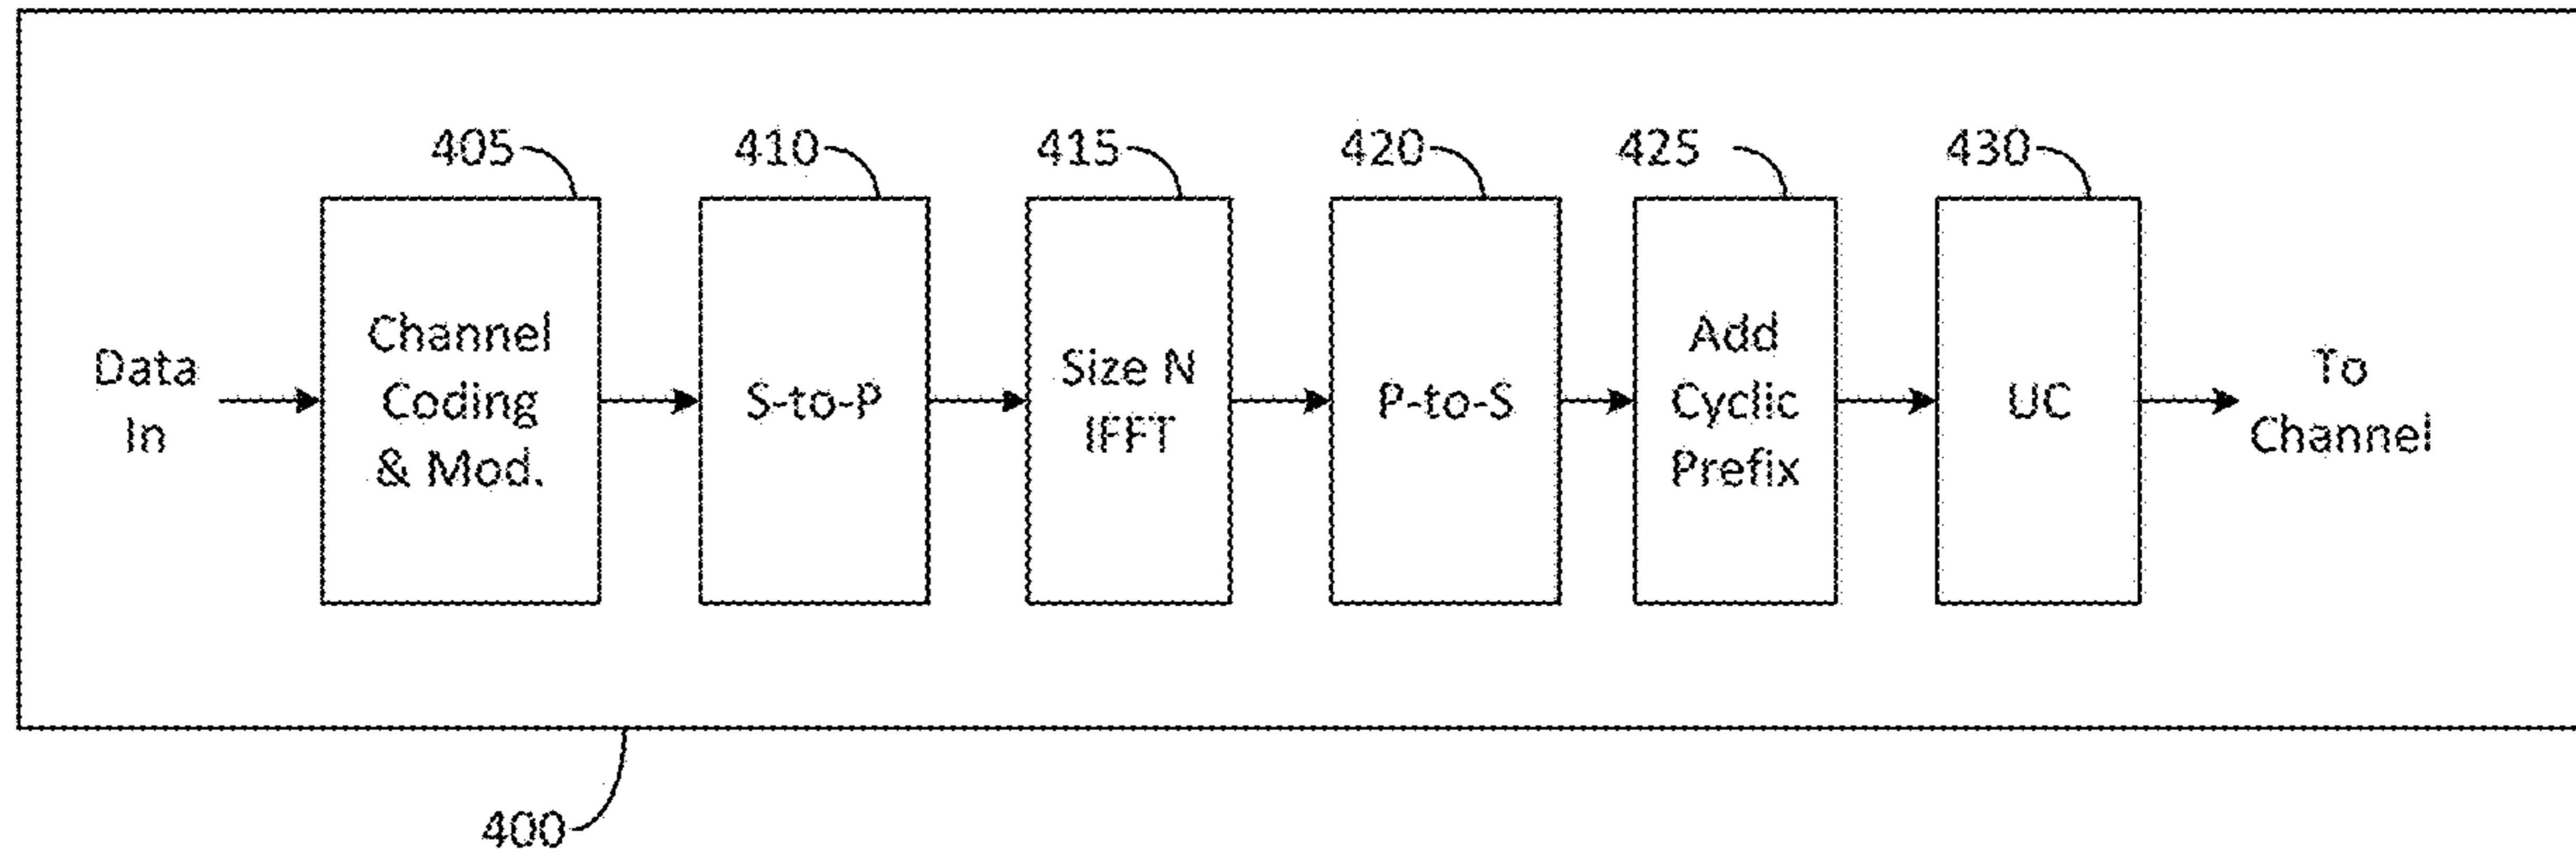 405
410
415
420
425
430
Data
In
Channel
Coding
& Mod.
S-to-P
Size N
IFFT
P-to-S
Add
Cyclic
Prefix
UC
To
Channel
400